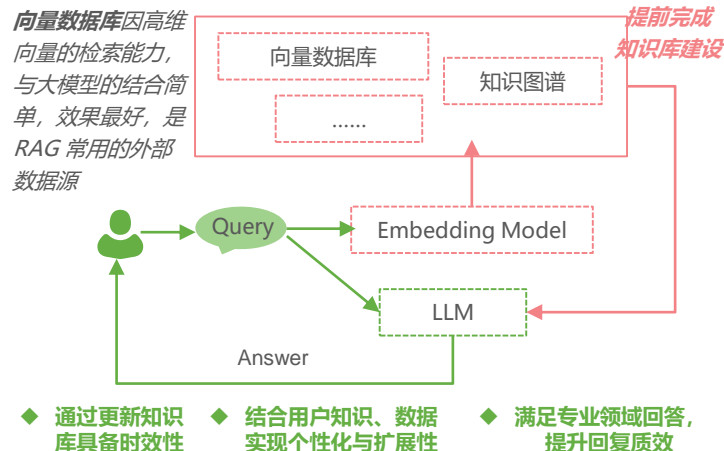 向量数据库因高维
向量的检索能力，
与大模型的结合简
单，效果最好，是
RAG 常用的外部
数据源
提前完成
知识库建设
向量数据库
知识图谱
......
Query
Embedding Model
LLM
Answer
◆ 通过更新知识
库具备时效性
◆ 结合用户知识、数据
实现个性化与扩展性
◆ 满足专业领域回答，
提升回复质效